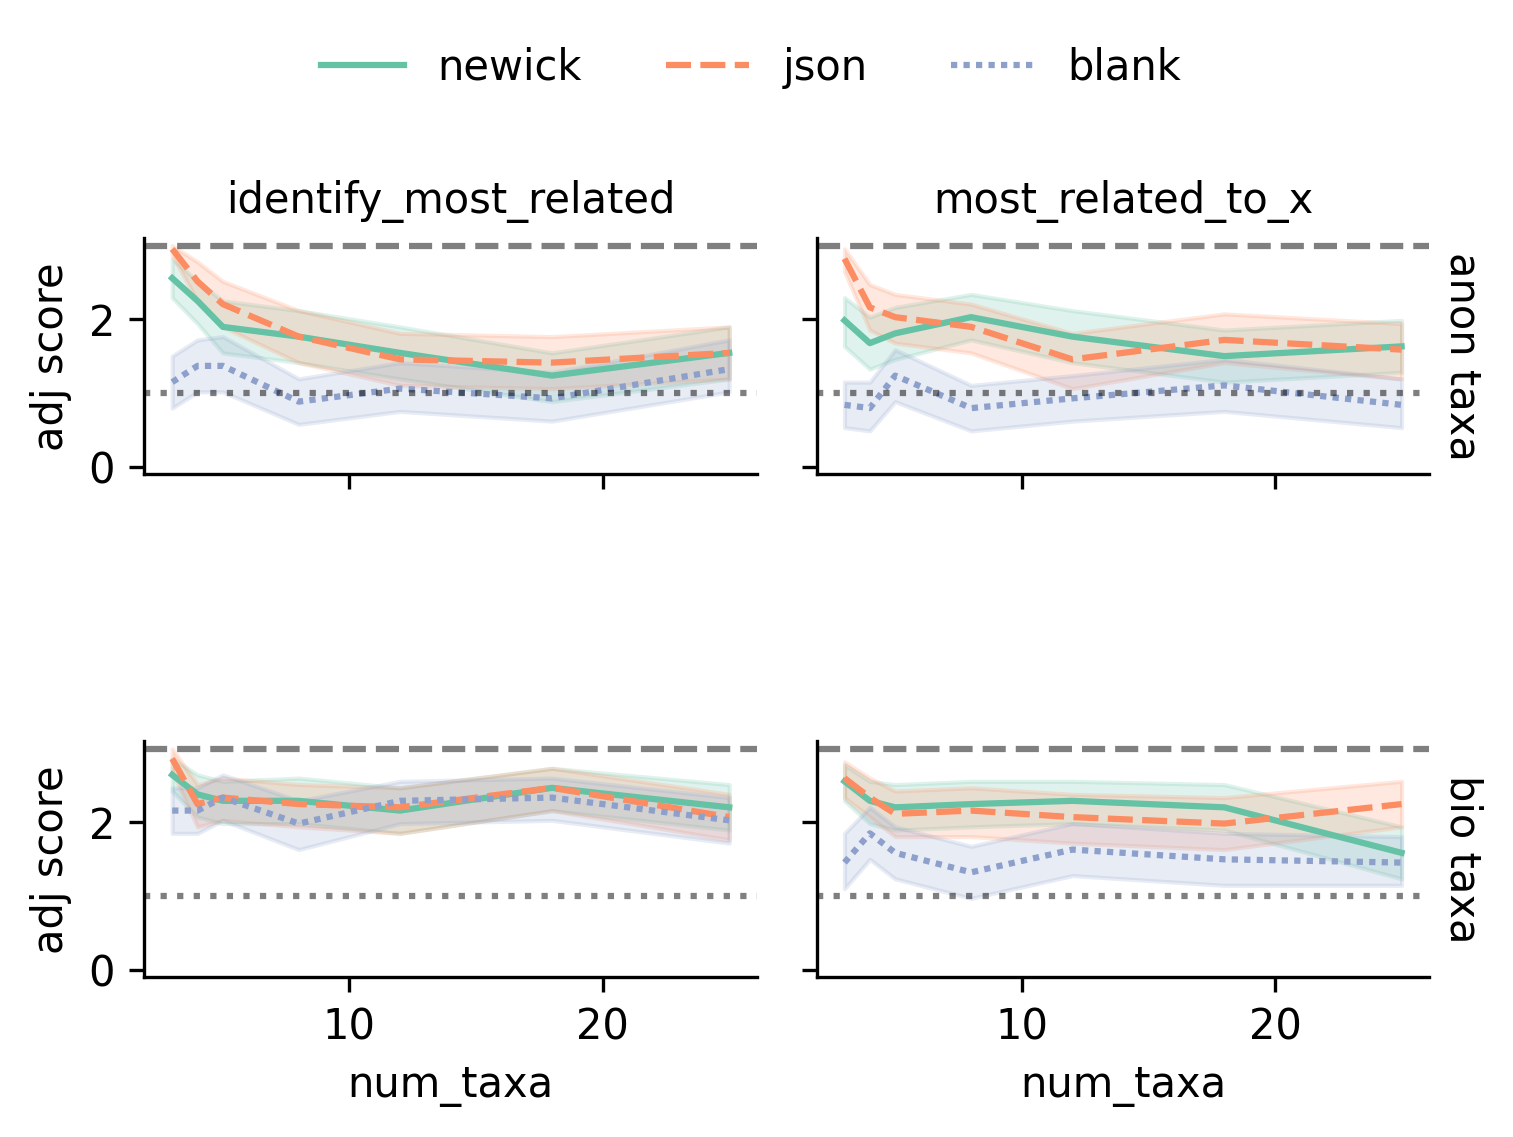 newick json blank
identify_most_related most_related_to_x
adj score
2
0
anon taxa
adj score
2
0
bio taxa
10 20 10 20
num_taxa num_taxa